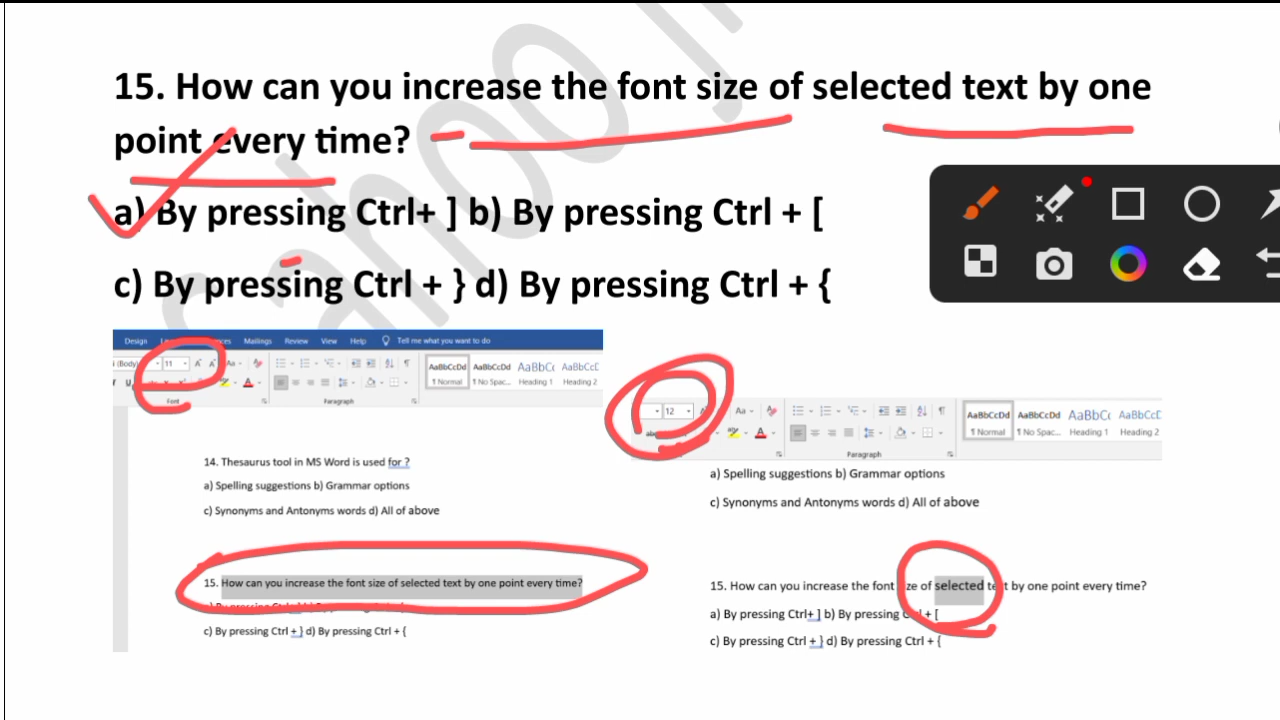 15. How can you increase the font size of selected text by one
point every time?
a) By pressing Ctrl+ ] b) By pressing Ctrl + [
c) By pressing Ctrl + } d) By pressing Ctrl + {
Design
Mailings Review View Help Tell me what you want to do
(Body) 11 Aa
AaBbCcDd AaBbCcDd AaBbCc AaBbCcD
¶ Normal ¶ No Spac... Heading 1 Heading 2
Font Paragraph
14. Thesaurus tool in MS Word is used for ?
a) Spelling suggestions b) Grammar options
c) Synonyms and Antonyms words d) All of above
15. How can you increase the font size of selected text by one point every time?
c) By pressing Ctrl + } d) By pressing Ctrl + {
12 Aa
AaBbCcDd AaBbCcDd AaBbCc AaBbCcD
¶ Normal ¶ No Spac... Heading 1 Heading 2
Paragraph
a) Spelling suggestions b) Grammar options
c) Synonyms and Antonyms words d) All of above
15. How can you increase the font size of selected text by one point every time?
a) By pressing Ctrl+ ] b) By pressing Ctrl + [
c) By pressing Ctrl + } d) By pressing Ctrl + {